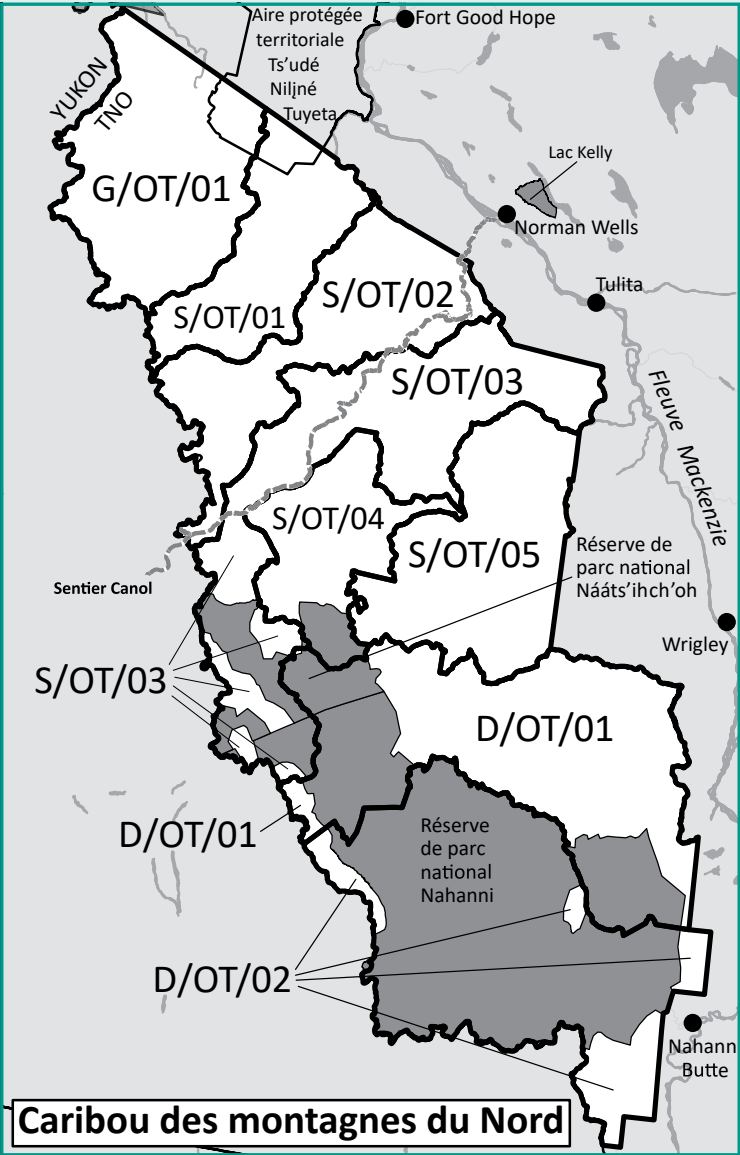 Aire protégée
territoriale
Ts'udé
Nilįné
Tuyeta
Fort Good Hope
YUKON
TNO
G/OT/01
Lac Kelly
Norman Wells
Tulita
S/OT/01
S/OT/02
S/OT/03
Fleuve Mackenzie
S/OT/04
S/OT/05
Sentier Canol
Réserve de
parc national
Nááts'ihch'oh
Wrigley
S/OT/03
D/OT/01
D/OT/01
Réserve
de parc
national
Nahanni
D/OT/02
Nahann
Butte
Caribou des montagnes du Nord